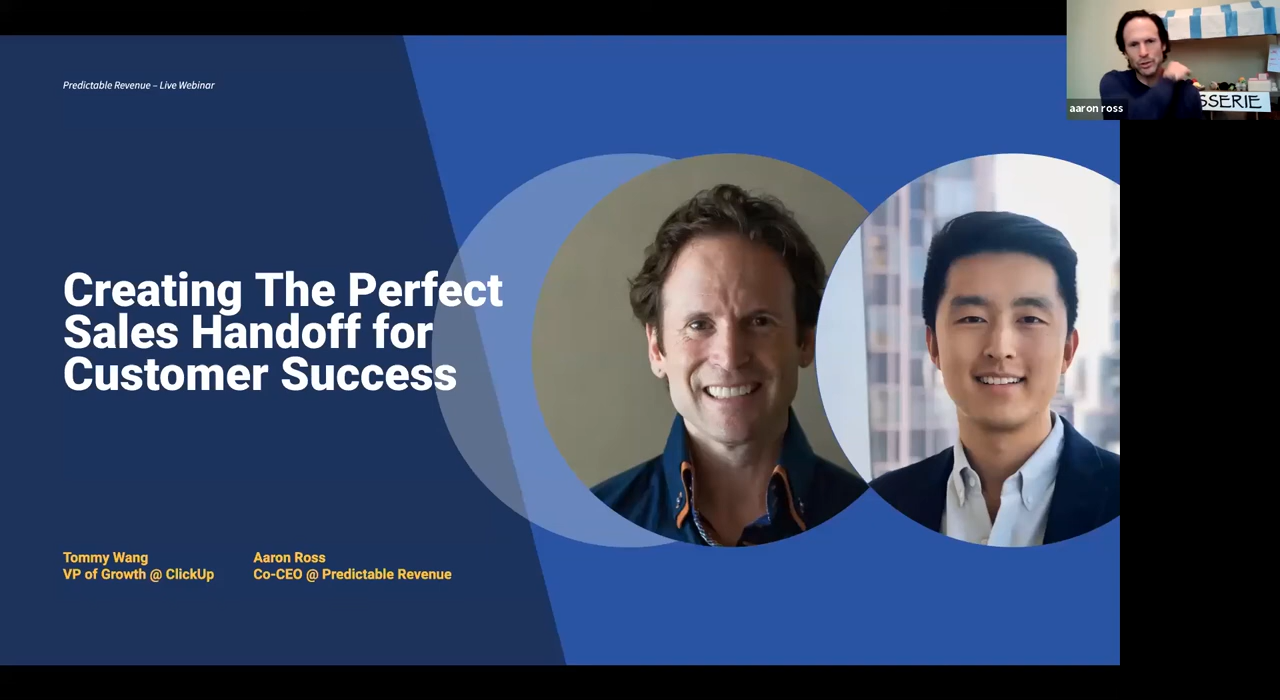 Predictable Revenue – Live Webinar
aaron ross
SSERIE
Creating The Perfect
Sales Handoff for
Customer Success
Tommy Wang
VP of Growth @ ClickUp
Aaron Ross
Co-CEO @ Predictable Revenue